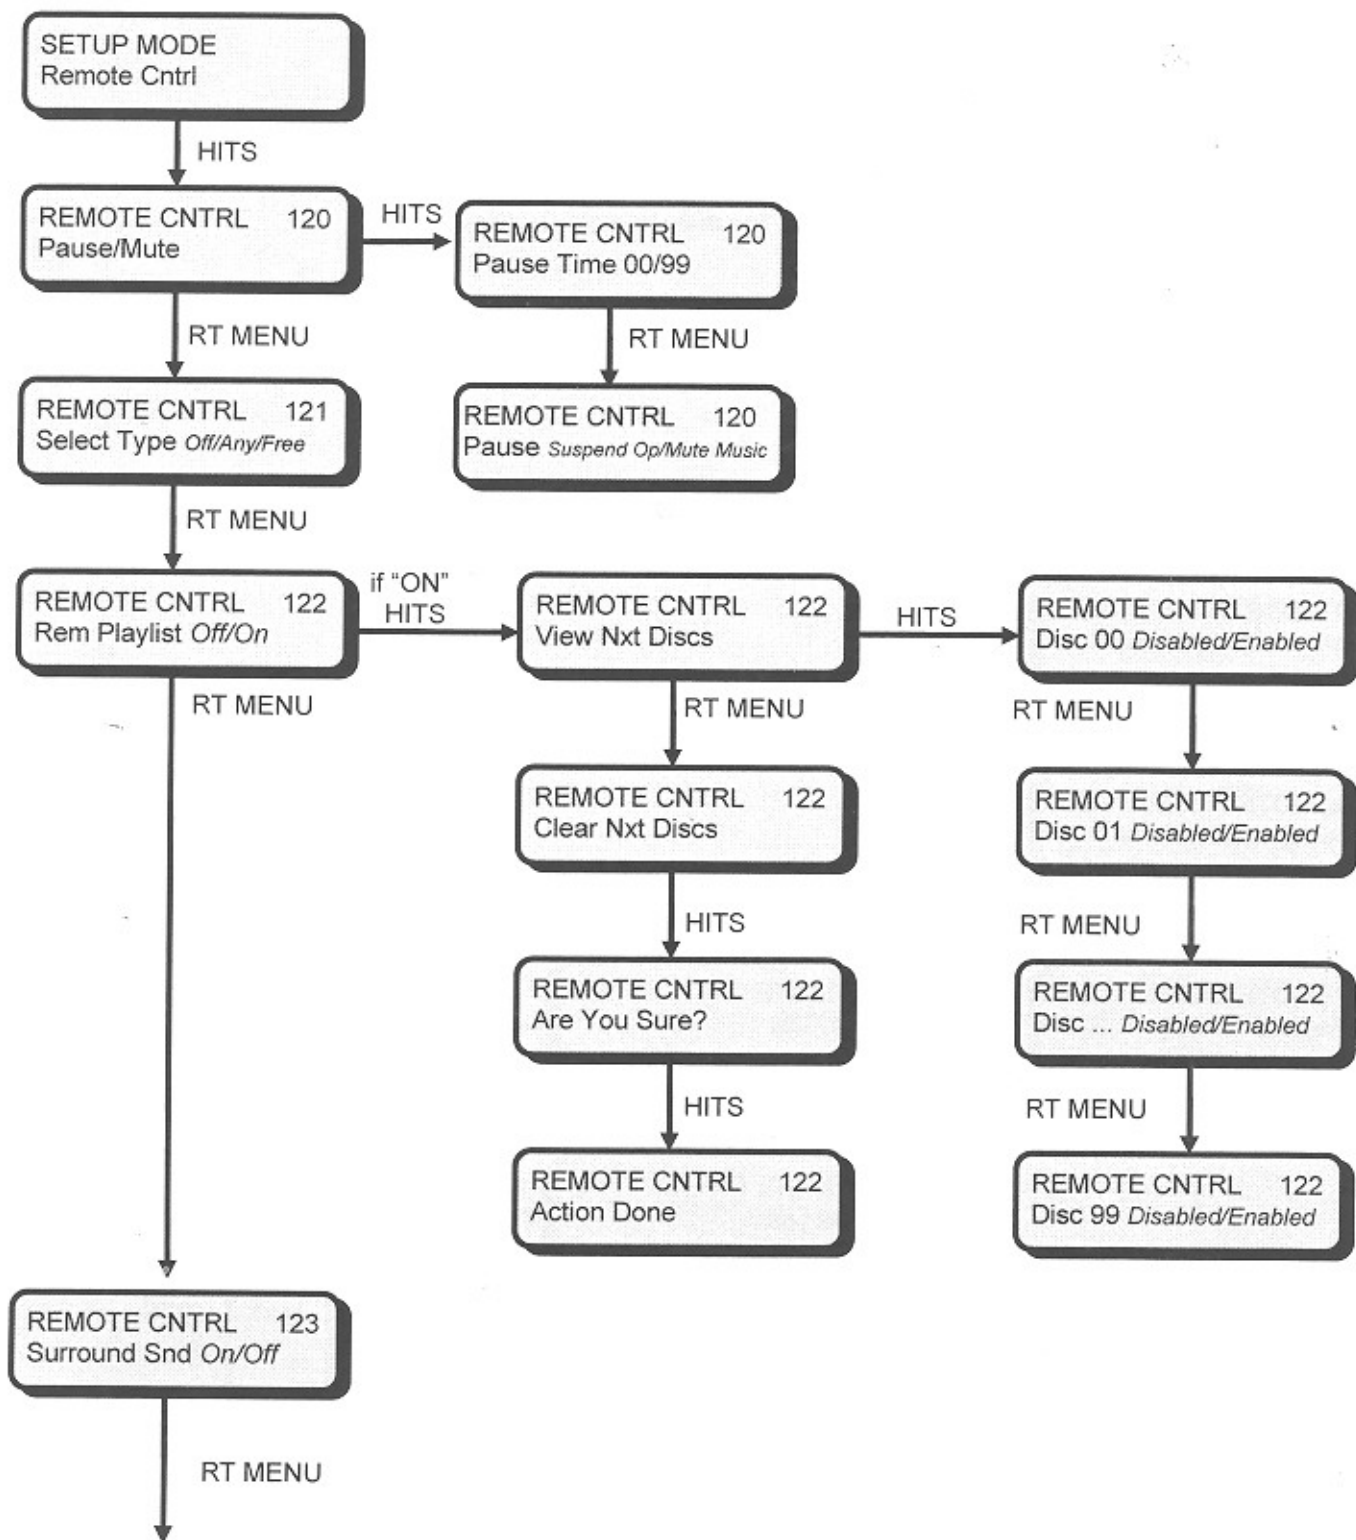 SETUP MODE
Remote Cntrl
HITS
REMOTE CNTRL 120
Pause/Mute
HITS
REMOTE CNTRL 120
Pause Time 00/99
RT MENU
RT MENU
REMOTE CNTRL 121
Select Type Off/Any/Free
REMOTE CNTRL 120
Pause Suspend Op/Mute Music
RT MENU
REMOTE CNTRL 122
Rem Playlist Off/On
if "ON"
HITS
REMOTE CNTRL 122
View Nxt Discs
HITS
REMOTE CNTRL 122
Disc 00 Disabled/Enabled
RT MENU
RT MENU
RT MENU
REMOTE CNTRL 122
Clear Nxt Discs
REMOTE CNTRL 122
Disc 01 Disabled/Enabled
HITS
RT MENU
REMOTE CNTRL 122
Are You Sure?
REMOTE CNTRL 122
Disc ... Disabled/Enabled
HITS
RT MENU
REMOTE CNTRL 122
Action Done
REMOTE CNTRL 122
Disc 99 Disabled/Enabled
REMOTE CNTRL 123
Surround Snd On/Off
RT MENU